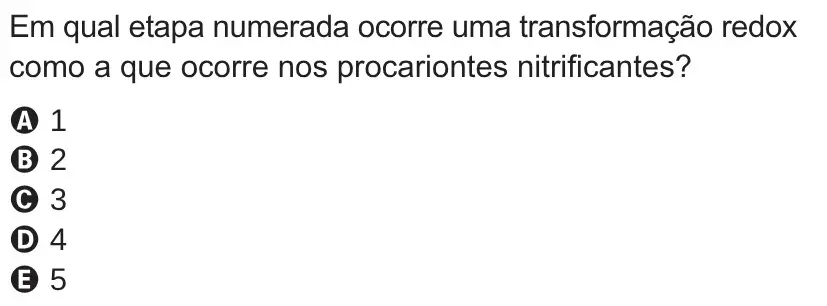 Em qual etapa numerada ocorre uma transformação redox
como a que ocorre nos procariontes nitrificantes?
A 1
B 2
C 3
D 4
E 5